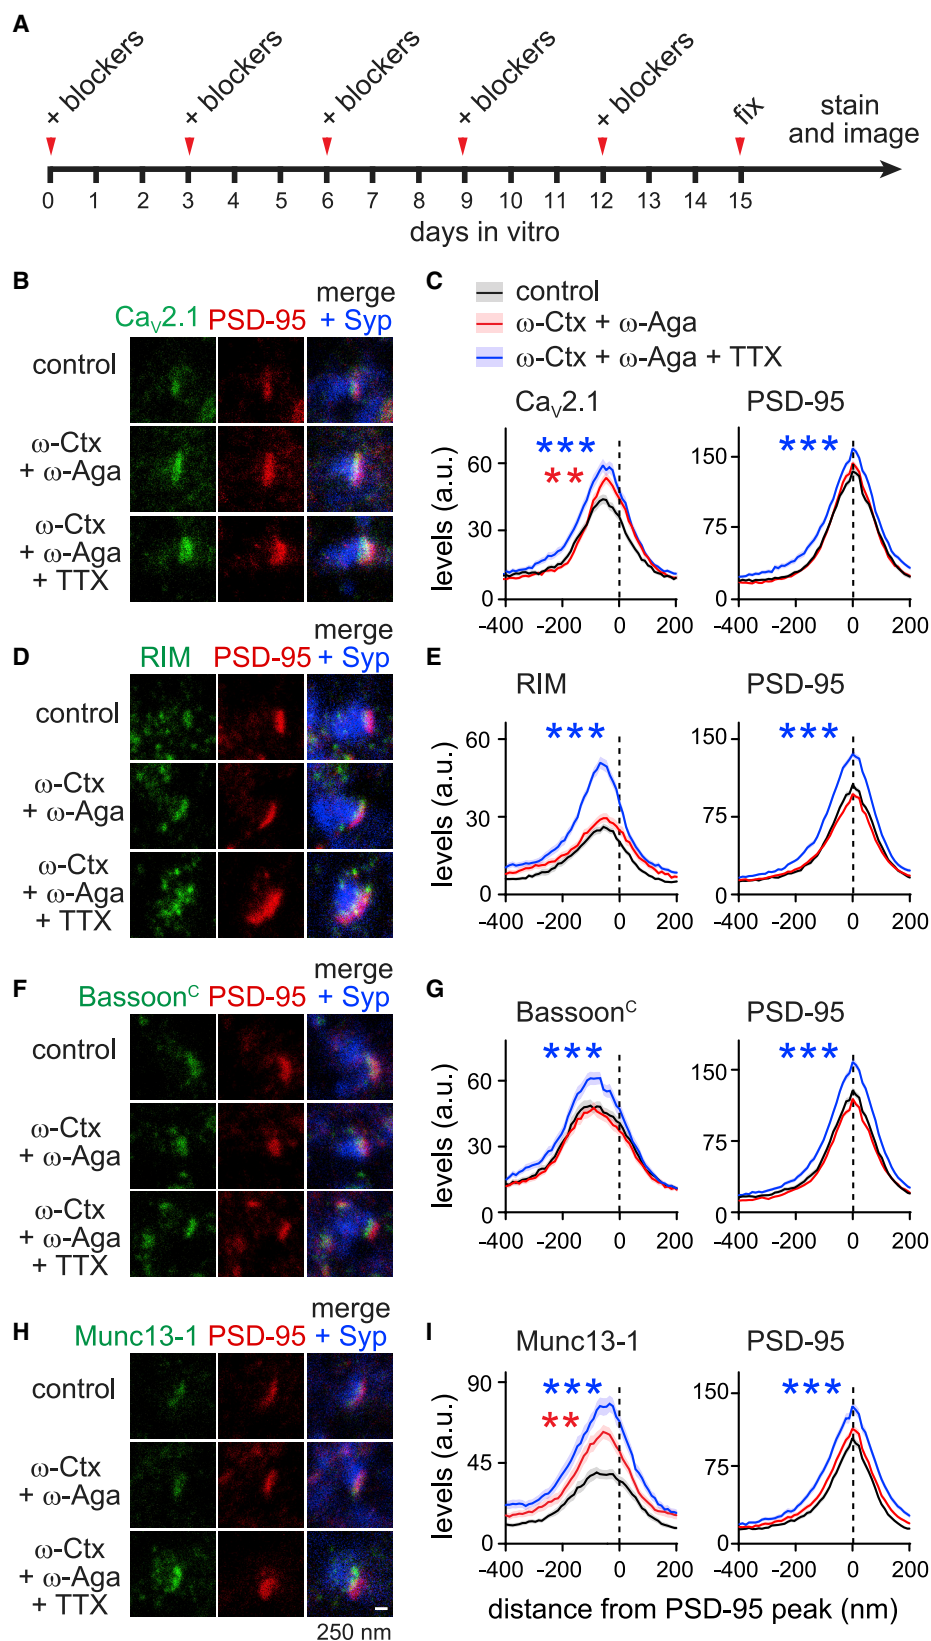 A
+ blockers
+ blockers
+ blockers
+ blockers
+ blockers
fix
stain
and image
0 1 2 3 4 5 6 7 8 9 10 11 12 13 14 15
days in vitro
B
CaV2.1 PSD-95 merge
+ Syp
control
ω-Ctx
+ ω-Aga
ω-Ctx
+ ω-Aga
+ TTX
C
control
ω-Ctx + ω-Aga
ω-Ctx + ω-Aga + TTX
CaV2.1
PSD-95
levels (a.u.)
60
30
0
***
**
-400 -200 0 200
150
75
0
***
-400 -200 0 200
D
RIM PSD-95 merge
+ Syp
control
ω-Ctx
+ ω-Aga
ω-Ctx
+ ω-Aga
+ TTX
E
RIM
PSD-95
levels (a.u.)
60
30
0
***
-400 -200 0 200
150
75
0
***
-400 -200 0 200
F
Bassoonᶜ PSD-95 merge
+ Syp
control
ω-Ctx
+ ω-Aga
ω-Ctx
+ ω-Aga
+ TTX
G
Bassoonᶜ
PSD-95
levels (a.u.)
60
30
0
***
-400 -200 0 200
150
75
0
***
-400 -200 0 200
H
Munc13-1 PSD-95 merge
+ Syp
control
ω-Ctx
+ ω-Aga
ω-Ctx
+ ω-Aga
+ TTX
250 nm
I
Munc13-1
PSD-95
levels (a.u.)
90
45
0
***
**
-400 -200 0 200
150
75
0
***
-400 -200 0 200
distance from PSD-95 peak (nm)